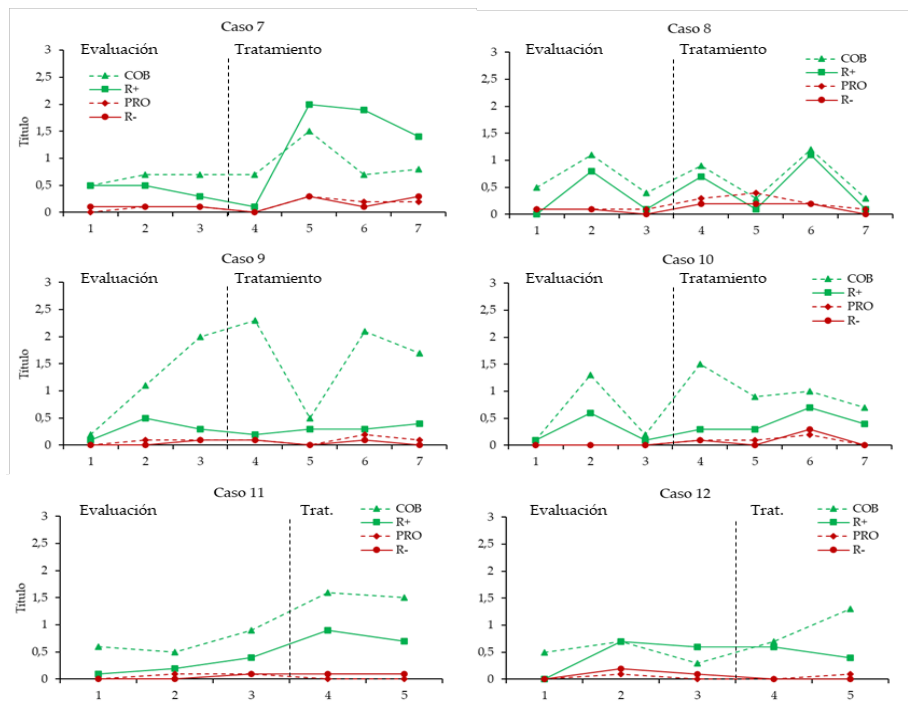 Caso 7
Evaluación Tratamiento
COB
R+
PRO
R-
Título
3
2,5
2
1,5
1
0,5
0
1 2 3 4 5 6 7
Caso 8
Evaluación Tratamiento
COB
R+
PRO
R-
3
2,5
2
1,5
1
0,5
0
1 2 3 4 5 6 7
Caso 9
Evaluación Tratamiento
Título
3
2,5
2
1,5
1
0,5
0
1 2 3 4 5 6 7
Caso 10
Evaluación Tratamiento
COB
R+
PRO
R-
3
2,5
2
1,5
1
0,5
0
1 2 3 4 5 6 7
Caso 11
Evaluación Trat.
COB
R+
PRO
R-
Título
3
2,5
2
1,5
1
0,5
0
1 2 3 4 5
Caso 12
Evaluación Trat.
COB
R+
PRO
R-
3
2,5
2
1,5
1
0,5
0
1 2 3 4 5